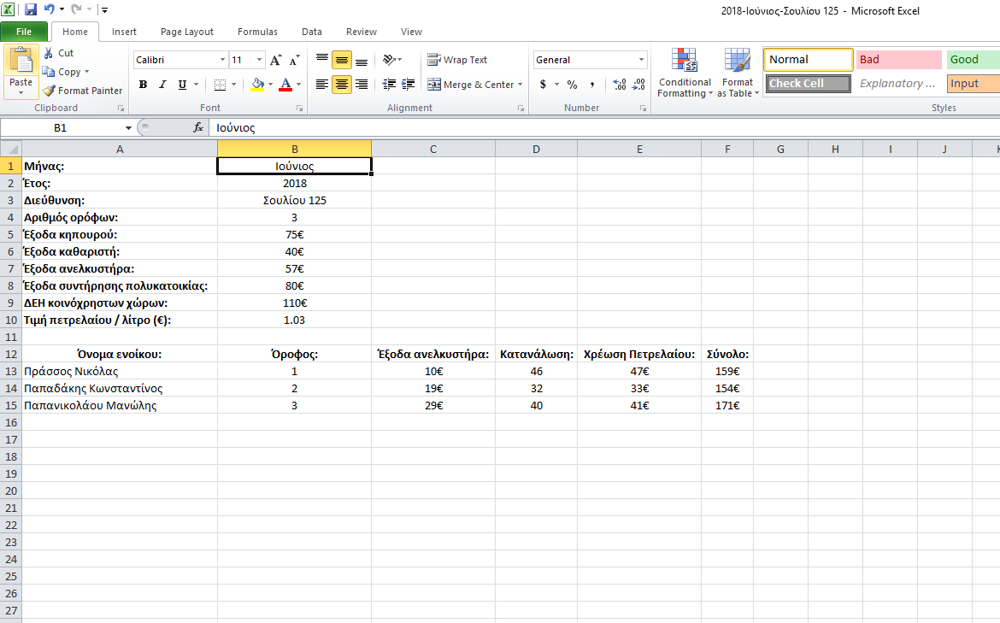 2018-Ιούνιος-Σουλίου 125 - Microsoft Excel
File Home Insert Page Layout Formulas Data Review View
Paste Cut Copy Format Painter Clipboard
Calibri 11 B I U A A A Font
Wrap Text Merge & Center Alignment
General $ % , Number
Conditional Formatting Format as Table
Normal Bad Good
Check Cell Explanatory ... Input
Styles
B1 fx Ιούνιος
A B C D E F G H I J K
1 Μήνας: Ιούνιος
2 Έτος: 2018
3 Διεύθυνση: Σουλίου 125
4 Αριθμός ορόφων: 3
5 Έξοδα κηπουρού: 75€
6 Έξοδα καθαριστή: 40€
7 Έξοδα ανελκυστήρα: 57€
8 Έξοδα συντήρησης πολυκατοικίας: 80€
9 ΔΕΗ κοινόχρηστων χώρων: 110€
10 Τιμή πετρελαίου / λίτρο (€): 1.03
11
12 Όνομα ενοίκου: Όροφος: Έξοδα ανελκυστήρα: Κατανάλωση: Χρέωση Πετρελαίου: Σύνολο:
13 Πράσσος Νικόλας 1 10€ 46 47€ 159€
14 Παπαδάκης Κωνσταντίνος 2 19€ 32 33€ 154€
15 Παπανικολάου Μανώλης 3 29€ 40 41€ 171€
16
17
18
19
20
21
22
23
24
25
26
27